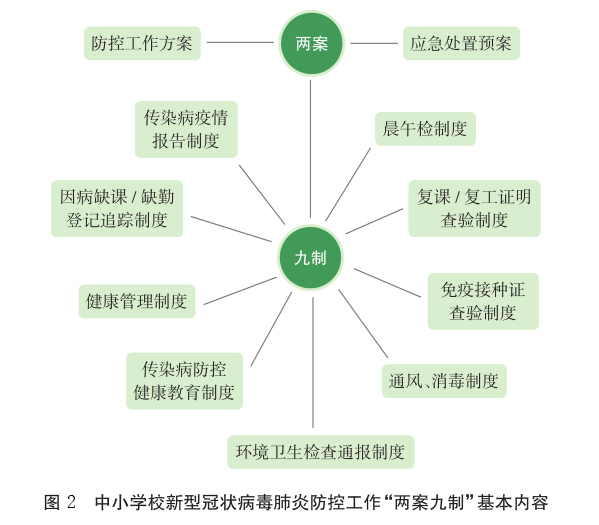 防控工作方案
两案
应急处置预案
传染病疫情
报告制度
晨午检制度
因病缺课/缺勤
登记追踪制度
复课/复工证明
查验制度
九制
健康管理制度
免疫接种证
查验制度
传染病防控
健康教育制度
通风、消毒制度
环境卫生检查通报制度
图 2 中小学校新型冠状病毒肺炎防控工作“两案九制”基本内容